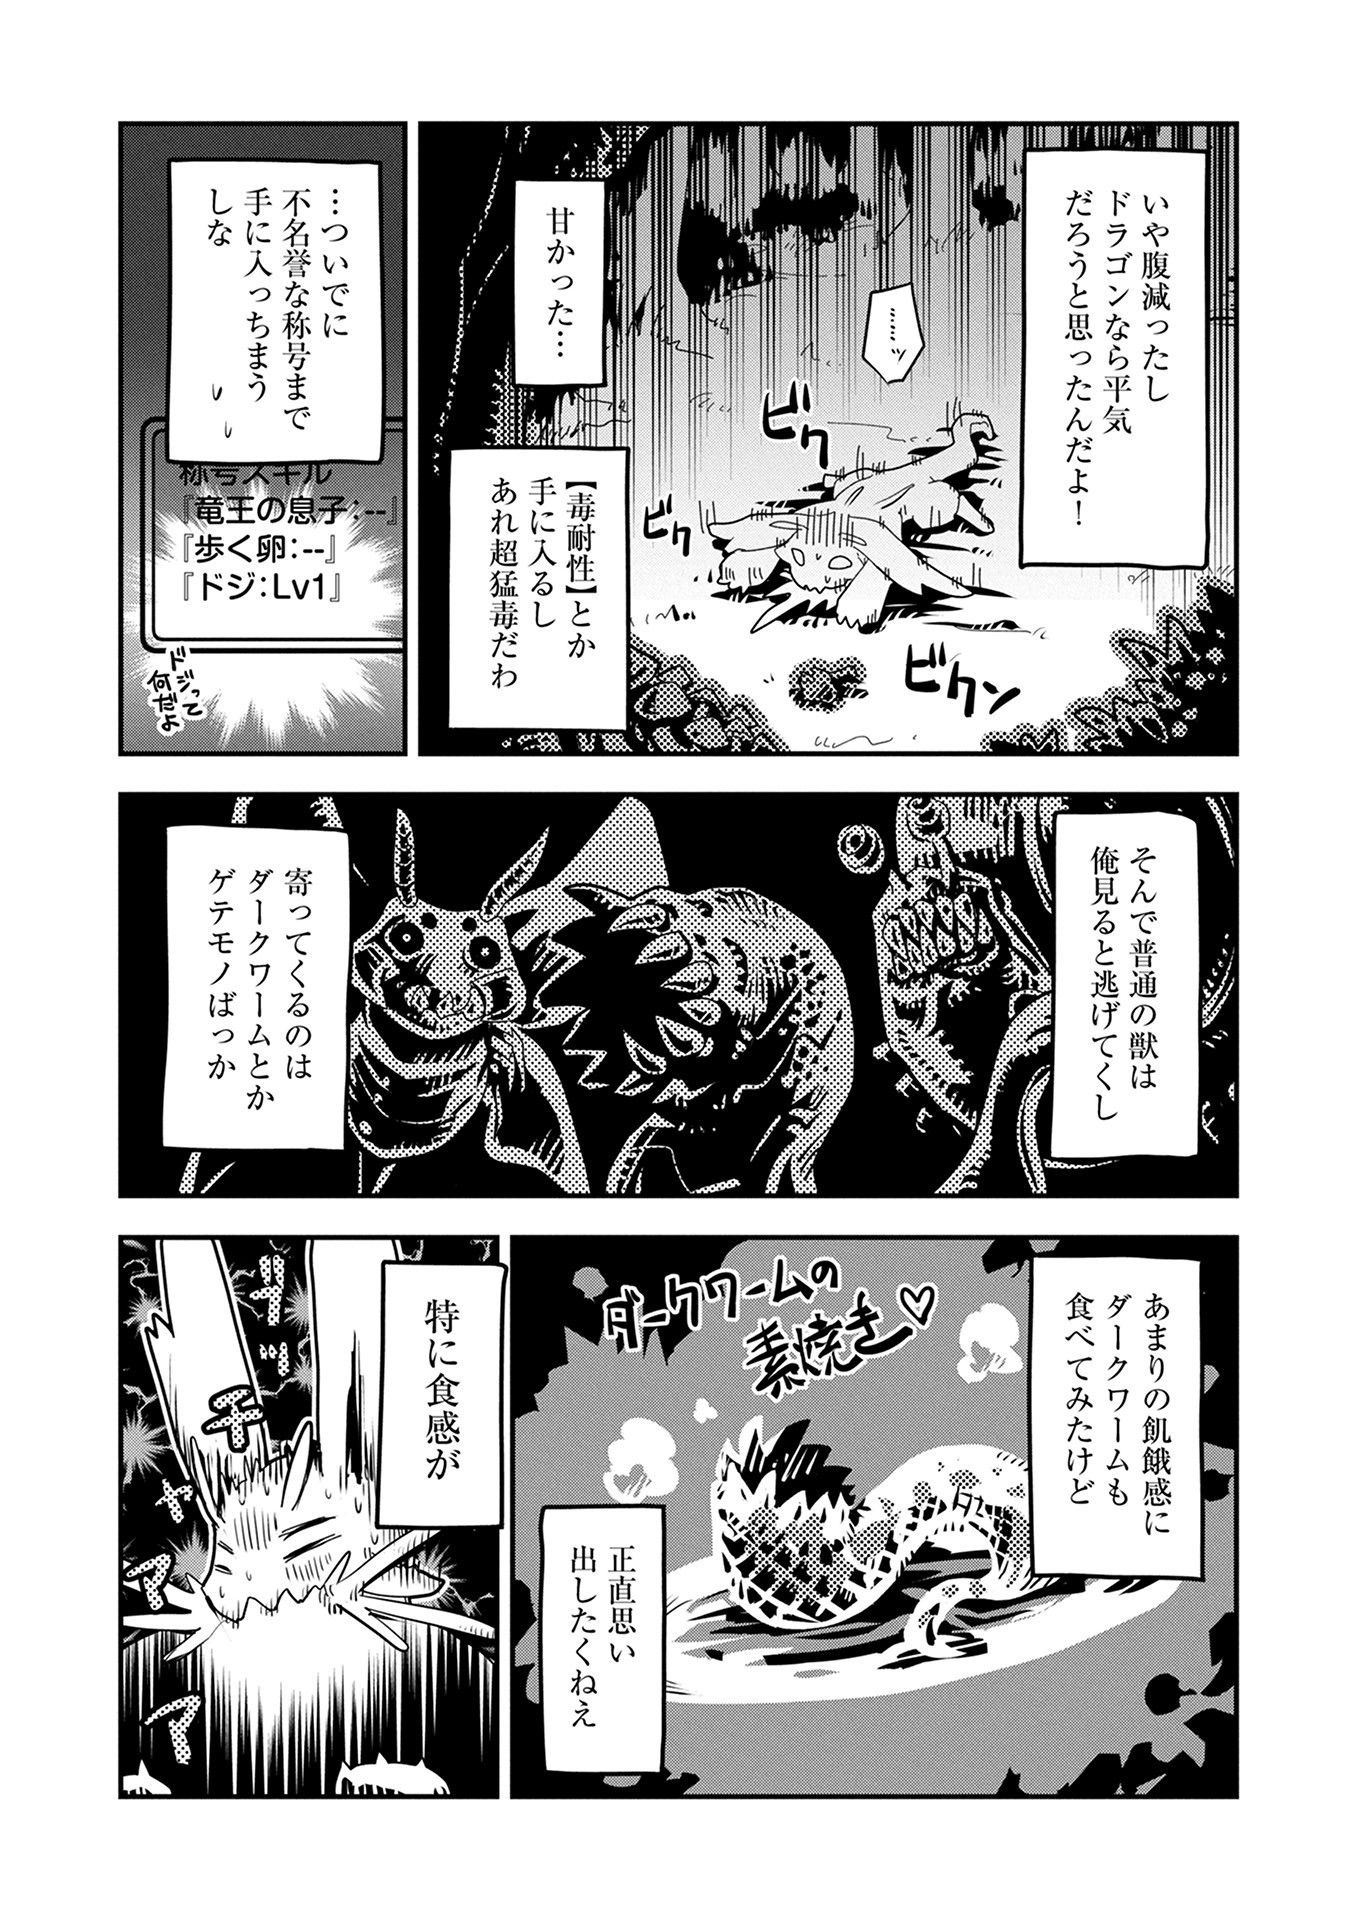 いや腹減ったし
ドラゴンなら平気
だろうと思ったんだよ!
…ッ
甘かった…
ビク
ビク
ビクン
【毒耐性】とか
手に入るし
あれ超猛毒だわ
…ついでに
不名誉な称号まで
手に入っちまう
しな
称号スキル
『竜王の息子:--』
『歩く卵:--』
『ドジ:Lv1』
ドジって
何だよ
そんで普通の獣は
俺見ると逃げてくし
寄ってくるのは
ダークワームとか
ゲテモノばっか
あまりの飢餓感に
ダークワームも
食べてみたけど
ダークワームの
素焼き♡
正直思い
出したくねえ
特に食感が